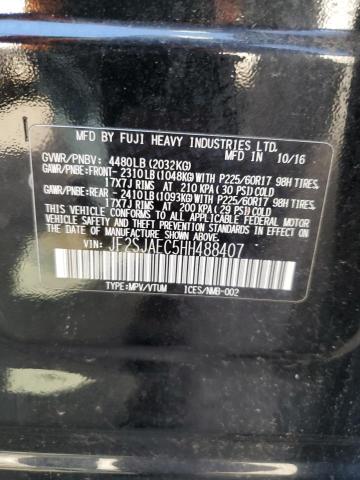 MFD BY FUJI HEAVY INDUSTRIES LTD.
MFD IN 10/16
GVWR/PNBV: 4480LB (2032KG)
GAWR/PNBE:FRONT- 2310LB(1048KG)WITH P225/60R17 98H TIRES,
17X7J RIMS AT 210 KPA (30 PSI)COLD
GAWR/PNBE:REAR - 2410LB(1093KG)WITH P225/60R17 98H TIRES,
17X7J RIMS AT 200 KPA (29 PSI)COLD
THIS VEHICLE CONFORMS TO ALL APPLICABLE FEDERAL MOTOR
VEHICLE SAFETY AND BUMPER STANDARDS IN EFFECT ON THE
DATE OF MANUFACTURE SHOWN ABOVE.
VIN: JF2SJAEC5HH488407
TYPE:MPV/VTUM ICES/NMB-002